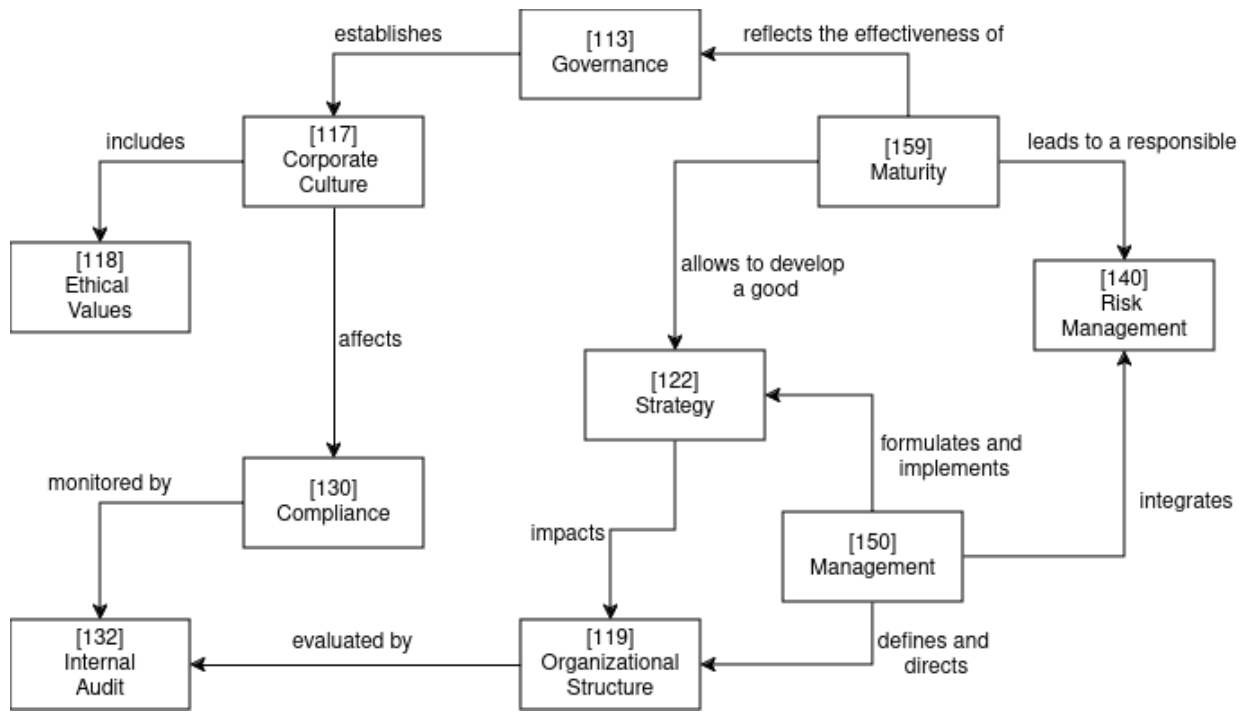 establishes
[113]
Governance
reflects the effectiveness of
includes
[117]
Corporate
Culture
[159]
Maturity
leads to a responsible
[118]
Ethical
Values
allows to develop
a good
[140]
Risk
Management
affects
[122]
Strategy
formulates and
implements
monitored by
[130]
Compliance
impacts
[150]
Management
integrates
[132]
Internal
Audit
evaluated by
[119]
Organizational
Structure
defines and
directs